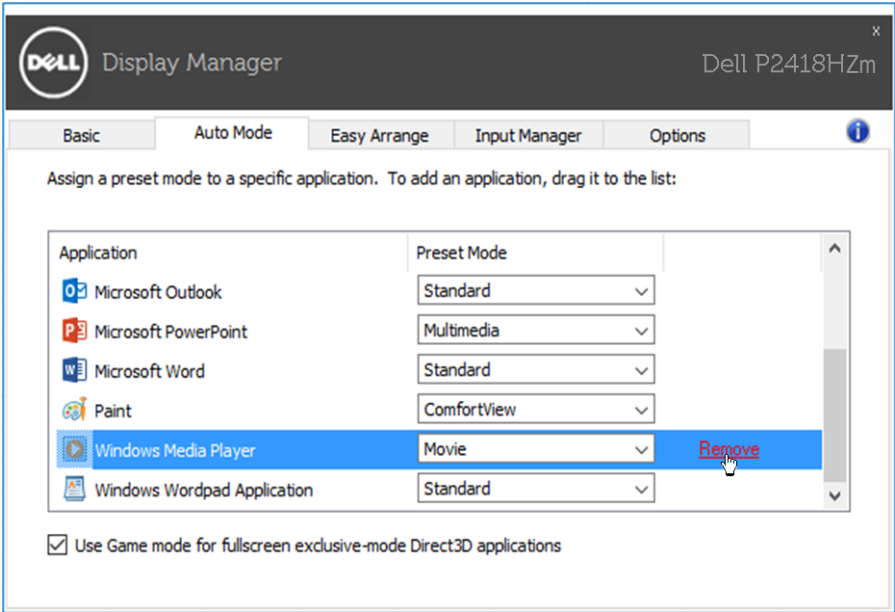 DELL
Display Manager
x
Dell P2418HZm
Basic
Auto Mode
Easy Arrange
Input Manager
Options
i
Assign a preset mode to a specific application. To add an application, drag it to the list:
Application Preset Mode
Microsoft Outlook Standard
Microsoft PowerPoint Multimedia
Microsoft Word Standard
Paint ComfortView
Windows Media Player Movie Remove
Windows Wordpad Application Standard
Use Game mode for fullscreen exclusive-mode Direct3D applications